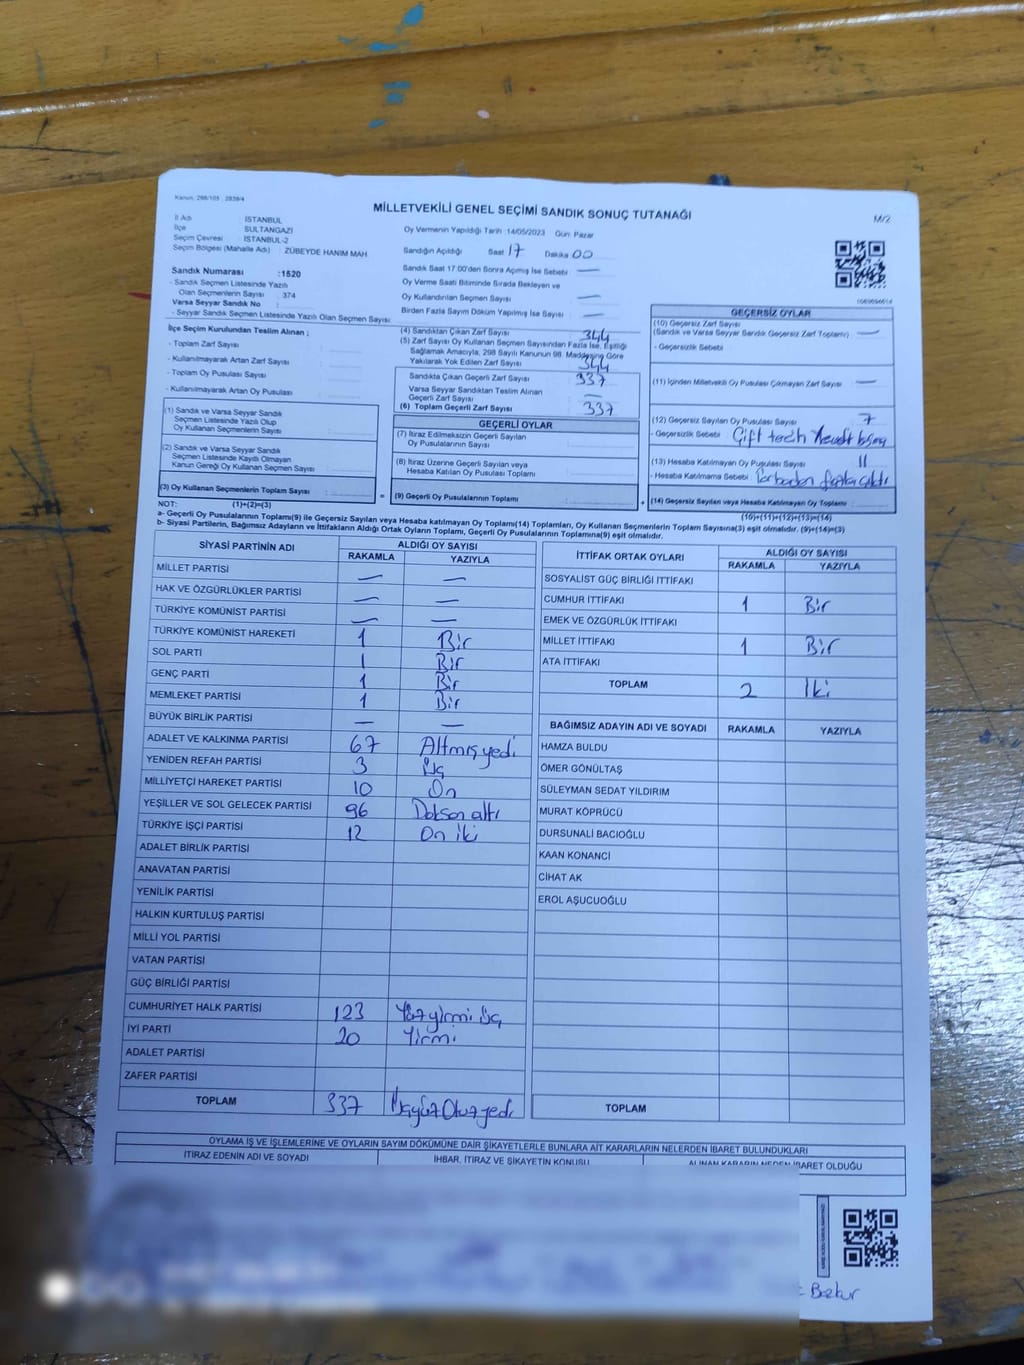 Kanun: 298/105 2839/4
MİLLETVEKİLİ GENEL SEÇİMİ SANDIK SONUÇ TUTANAĞI
M/2
İl Adı : İSTANBUL
İlçe : SULTANGAZİ
Seçim Çevresi : İSTANBUL-2
Seçim Bölgesi (Mahalle Adı) : ZÜBEYDE HANIM MAH
Oy Vermenin Yapıldığı Tarih :14/05/2023 Gün: Pazar
Sandığın Açıldığı Saat 17 Dakika 00
Sandık Saat 17:00'den Sonra Açılmış İse Sebebi : —
Oy Verme Saati Bitiminde Sırada Bekleyen ve
Oy Kullandırılan Seçmen Sayısı : —
Birden Fazla Sayım Döküm Yapılmış İse Sayısı : —
Sandık Numarası :1520
- Sandık Seçmen Listesinde Yazılı
Olan Seçmenlerin Sayısı : 374
Varsa Seyyar Sandık No :
- Seyyar Sandık Seçmen Listesinde Yazılı Olan Seçmen Sayısı :
İlçe Seçim Kurulundan Teslim Alınan ;
- Toplam Zarf Sayısı :
- Kullanılmayarak Artan Zarf Sayısı :
- Toplam Oy Pusulası Sayısı :
- Kullanılmayarak Artan Oy Pusulası :
(1) Sandık ve Varsa Seyyar Sandık
Seçmen Listesinde Yazılı Olup
Oy Kullanan Seçmenlerin Sayısı :
(2) Sandık ve Varsa Seyyar Sandık
Seçmen Listesinde Kayıtlı Olmayan
Kanun Gereği Oy Kullanan Seçmen Sayısı :
(3) Oy Kullanan Seçmenlerin Toplam Sayısı :
(1)+(2)=(3)
(4) Sandıktan Çıkan Zarf Sayısı : 344
(5) Zarf Sayısı Oy Kullanan Seçmen Sayısından Fazla İse, Eşitliği
Sağlamak Amacıyla, 298 Sayılı Kanunun 98. Maddesine Göre
Yakılarak Yok Edilen Zarf Sayısı : 344
Sandıkta Çıkan Geçerli Zarf Sayısı : 337
Varsa Seyyar Sandıktan Teslim Alınan
Geçerli Zarf Sayısı : —
(6) Toplam Geçerli Zarf Sayısı : 337
GEÇERLİ OYLAR
(7) İtiraz Edilmeksizin Geçerli Sayılan
Oy Pusulalarının Sayısı :
(8) İtiraz Üzerine Geçerli Sayılan veya
Hesaba Katılan Oy Pusulası Toplamı :
= (9) Geçerli Oy Pusulalarının Toplamı :
GEÇERSİZ OYLAR
(10) Geçersiz Zarf Sayısı
(Sandık ve Varsa Seyyar Sandık Geçersiz Zarf Toplamı) : —
- Geçersizlik Sebebi :
(11) İçinden Milletvekili Oy Pusulası Çıkmayan Zarf Sayısı : —
(12) Geçersiz Sayılan Oy Pusulası Sayısı : 7
- Geçersizlik Sebebi : Çift tercih
(13) Hesaba Katılmayan Oy Pusulası Sayısı : 11
- Hesaba Katılmama Sebebi :
+ (14) Geçersiz Sayılan veya Hesaba Katılmayan Oy Toplamı :
(10)+(11)+(12)+(13)=(14)
NOT:
a- Geçerli Oy Pusulalarının Toplamı(9) ile Geçersiz Sayılan veya Hesaba katılmayan Oy Toplamı(14) Toplamları, Oy Kullanan Seçmenlerin Toplam Sayısına(3) eşit olmalıdır. (9)+(14)=(3)
b- Siyasi Partilerin, Bağımsız Adayların ve İttifakların Aldığı Ortak Oyların Toplamı, Geçerli Oy Pusulalarının Toplamına(9) eşit olmalıdır.
SİYASİ PARTİNİN ADI ALDIĞI OY SAYISI
RAKAMLA YAZIYLA
MİLLET PARTİSİ — —
HAK VE ÖZGÜRLÜKLER PARTİSİ — —
TÜRKİYE KOMÜNİST PARTİSİ — —
TÜRKİYE KOMÜNİST HAREKETİ 1 Bir
SOL PARTİ 1 Bir
GENÇ PARTİ 1 Bir
MEMLEKET PARTİSİ 1 Bir
BÜYÜK BİRLİK PARTİSİ — —
ADALET VE KALKINMA PARTİSİ 67 Altmış yedi
YENİDEN REFAH PARTİSİ 3 Üç
MİLLİYETÇİ HAREKET PARTİSİ 10 On
YEŞİLLER VE SOL GELECEK PARTİSİ 96 Doksan altı
TÜRKİYE İŞÇİ PARTİSİ 12 On iki
ADALET BİRLİK PARTİSİ
ANAVATAN PARTİSİ
YENİLİK PARTİSİ
HALKIN KURTULUŞ PARTİSİ
MİLLİ YOL PARTİSİ
VATAN PARTİSİ
GÜÇ BİRLİĞİ PARTİSİ
CUMHURİYET HALK PARTİSİ 123 Yüz yirmi üç
İYİ PARTİ 20 Yirmi
ADALET PARTİSİ
ZAFER PARTİSİ
TOPLAM 337 Üçyüz Otuz yedi
İTTİFAK ORTAK OYLARI ALDIĞI OY SAYISI
RAKAMLA YAZIYLA
SOSYALİST GÜÇ BİRLİĞİ İTTİFAKI
CUMHUR İTTİFAKI 1 Bir
EMEK VE ÖZGÜRLÜK İTTİFAKI
MİLLET İTTİFAKI 1 Bir
ATA İTTİFAKI
TOPLAM 2 İki
BAĞIMSIZ ADAYIN ADI VE SOYADI RAKAMLA YAZIYLA
HAMZA BULDU
ÖMER GÖNÜLTAŞ
SÜLEYMAN SEDAT YILDIRIM
MURAT KÖPRÜCÜ
DURSUNALİ BACIOĞLU
KAAN KONANCİ
CİHAT AK
EROL AŞUCUOĞLU
TOPLAM
OYLAMA İŞ VE İŞLEMLERİNE VE OYLARIN SAYIM DÖKÜMÜNE DAİR ŞİKAYETLERLE BUNLARA AİT KARARLARIN NELERDEN İBARET BULUNDUKLARI
İTİRAZ EDENİN ADI VE SOYADI İHBAR, İTİRAZ VE ŞİKAYETİN KONUSU ALINAN KARARIN NEDEN İBARET OLDUĞU